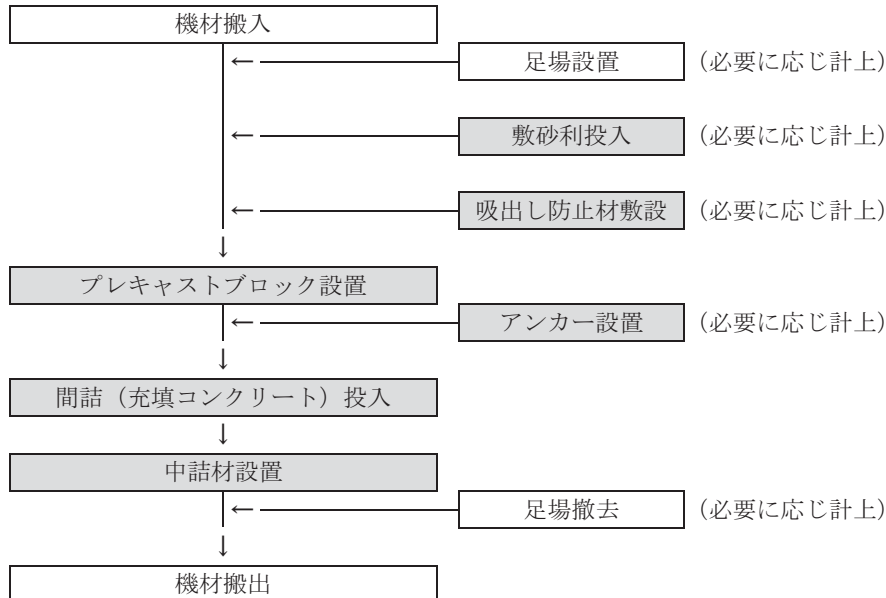 機材搬入
← 足場設置 (必要に応じ計上)
← 敷砂利投入 (必要に応じ計上)
← 吸出し防止材敷設 (必要に応じ計上)
↓
プレキャストブロック設置
← アンカー設置 (必要に応じ計上)
↓
間詰(充填コンクリート)投入
↓
中詰材設置
← 足場撤去 (必要に応じ計上)
↓
機材搬出